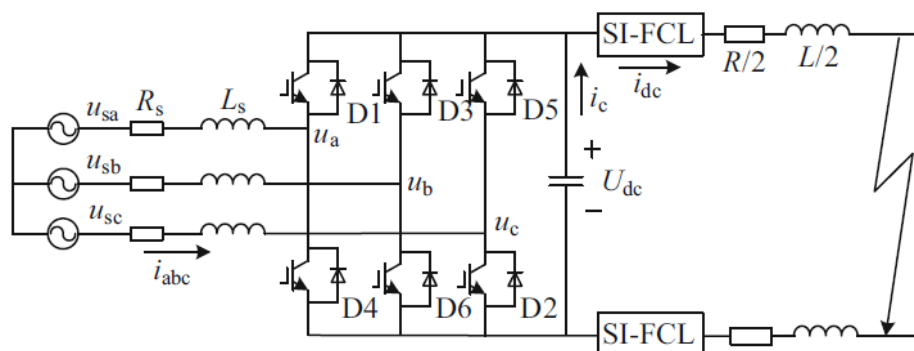 SI-FCL
R/2
L/2
i_dc
i_c
D1
D3
D5
u_sa
R_s
L_s
u_a
u_sb
u_b
+
U_dc
−
u_sc
u_c
i_abc
D4
D6
D2
SI-FCL